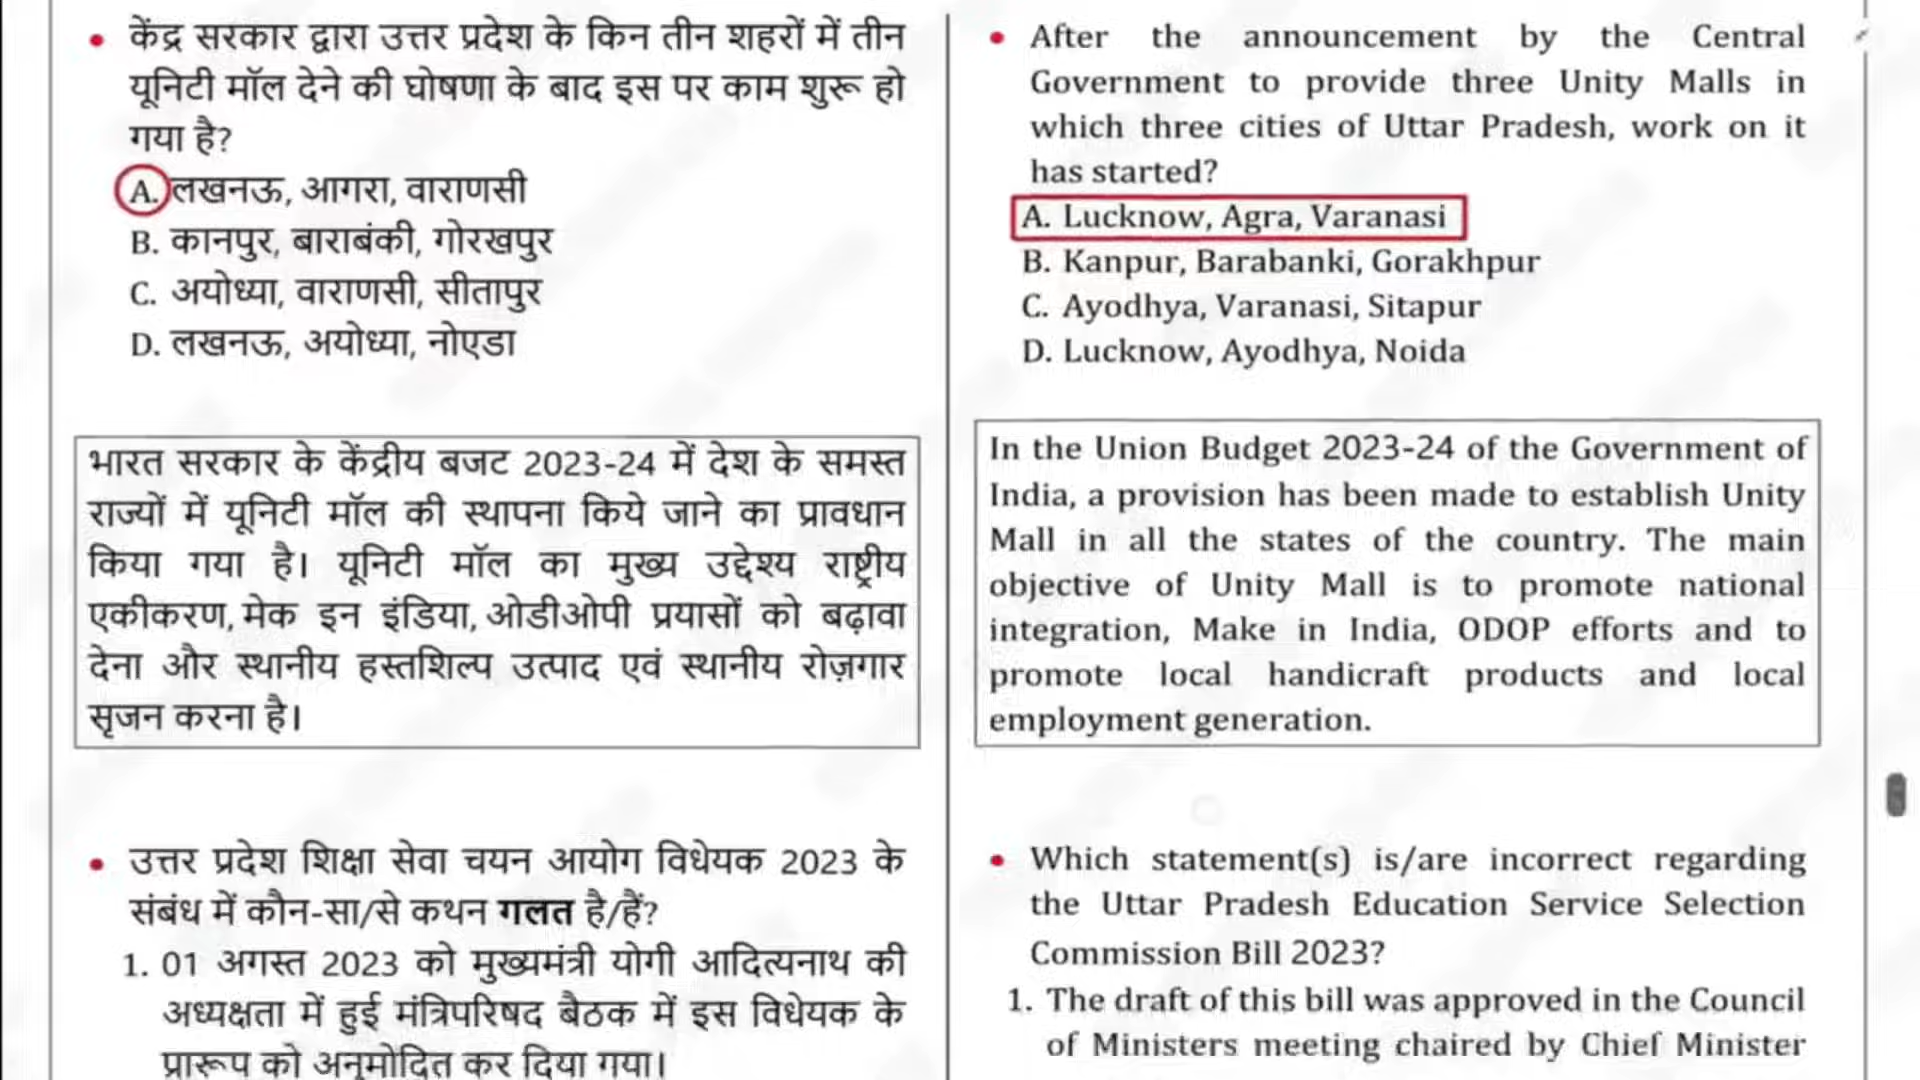 केंद्र सरकार द्वारा उत्तर प्रदेश के किन तीन शहरों में तीन
यूनिटी मॉल देने की घोषणा के बाद इस पर काम शुरू हो
गया है?
A. लखनऊ, आगरा, वाराणसी
B. कानपुर, बाराबंकी, गोरखपुर
C. अयोध्या, वाराणसी, सीतापुर
D. लखनऊ, अयोध्या, नोएडा
भारत सरकार के केंद्रीय बजट 2023-24 में देश के समस्त
राज्यों में यूनिटी मॉल की स्थापना किये जाने का प्रावधान
किया गया है। यूनिटी मॉल का मुख्य उद्देश्य राष्ट्रीय
एकीकरण, मेक इन इंडिया, ओडीओपी प्रयासों को बढ़ावा
देना और स्थानीय हस्तशिल्प उत्पाद एवं स्थानीय रोज़गार
सृजन करना है।
उत्तर प्रदेश शिक्षा सेवा चयन आयोग विधेयक 2023 के
संबंध में कौन-सा/से कथन गलत है/हैं?
1. 01 अगस्त 2023 को मुख्यमंत्री योगी आदित्यनाथ की
अध्यक्षता में हुई मंत्रिपरिषद बैठक में इस विधेयक के
प्रारूप को अनुमोदित कर दिया गया।
After the announcement by the Central
Government to provide three Unity Malls in
which three cities of Uttar Pradesh, work on it
has started?
A. Lucknow, Agra, Varanasi
B. Kanpur, Barabanki, Gorakhpur
C. Ayodhya, Varanasi, Sitapur
D. Lucknow, Ayodhya, Noida
In the Union Budget 2023-24 of the Government of
India, a provision has been made to establish Unity
Mall in all the states of the country. The main
objective of Unity Mall is to promote national
integration, Make in India, ODOP efforts and to
promote local handicraft products and local
employment generation.
Which statement(s) is/are incorrect regarding
the Uttar Pradesh Education Service Selection
Commission Bill 2023?
1. The draft of this bill was approved in the Council
of Ministers meeting chaired by Chief Minister